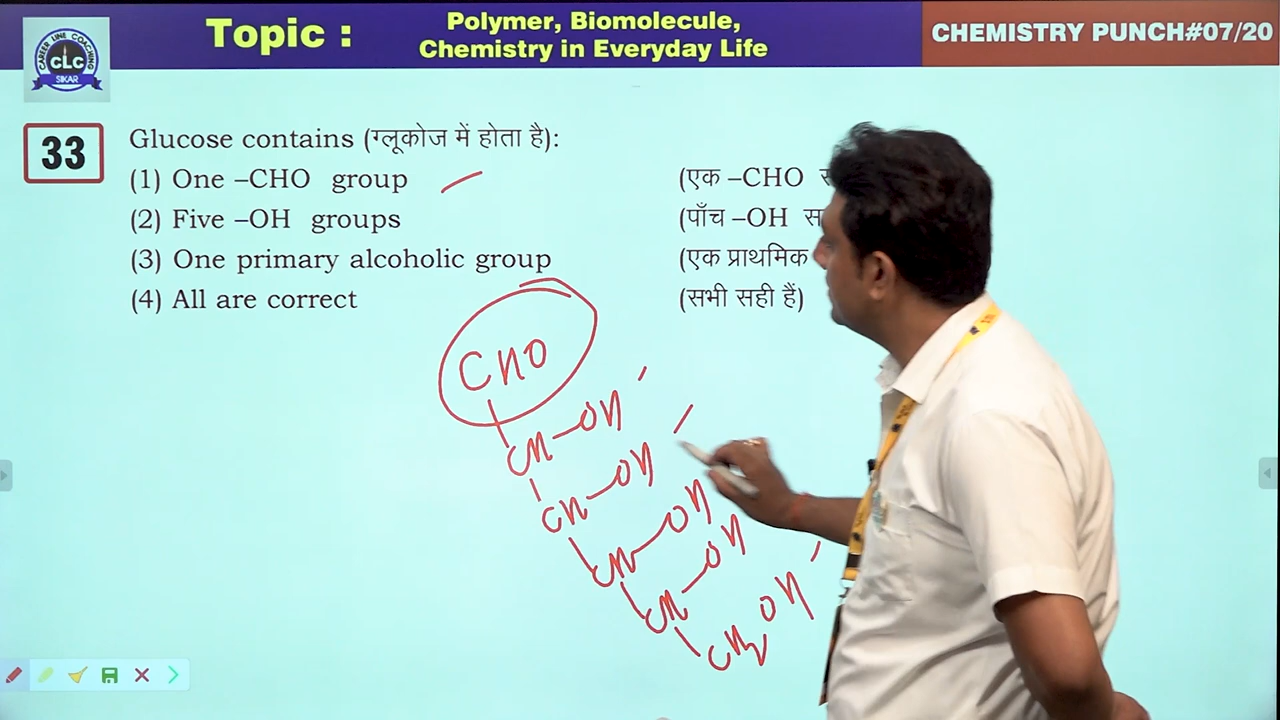 Topic :
Polymer, Biomolecule,
Chemistry in Everyday Life
CHEMISTRY PUNCH#07/20
CAREER LINE COACHING
CLC
SIKAR
33
Glucose contains (ग्लूकोज में होता है):
(1) One –CHO group (एक –CHO
(2) Five –OH groups (पाँच –OH
(3) One primary alcoholic group (एक प्राथमिक
(4) All are correct (सभी सही हैं)
CHO
CH–OH
CH–OH
CH–OH
CH–OH
CH2OH